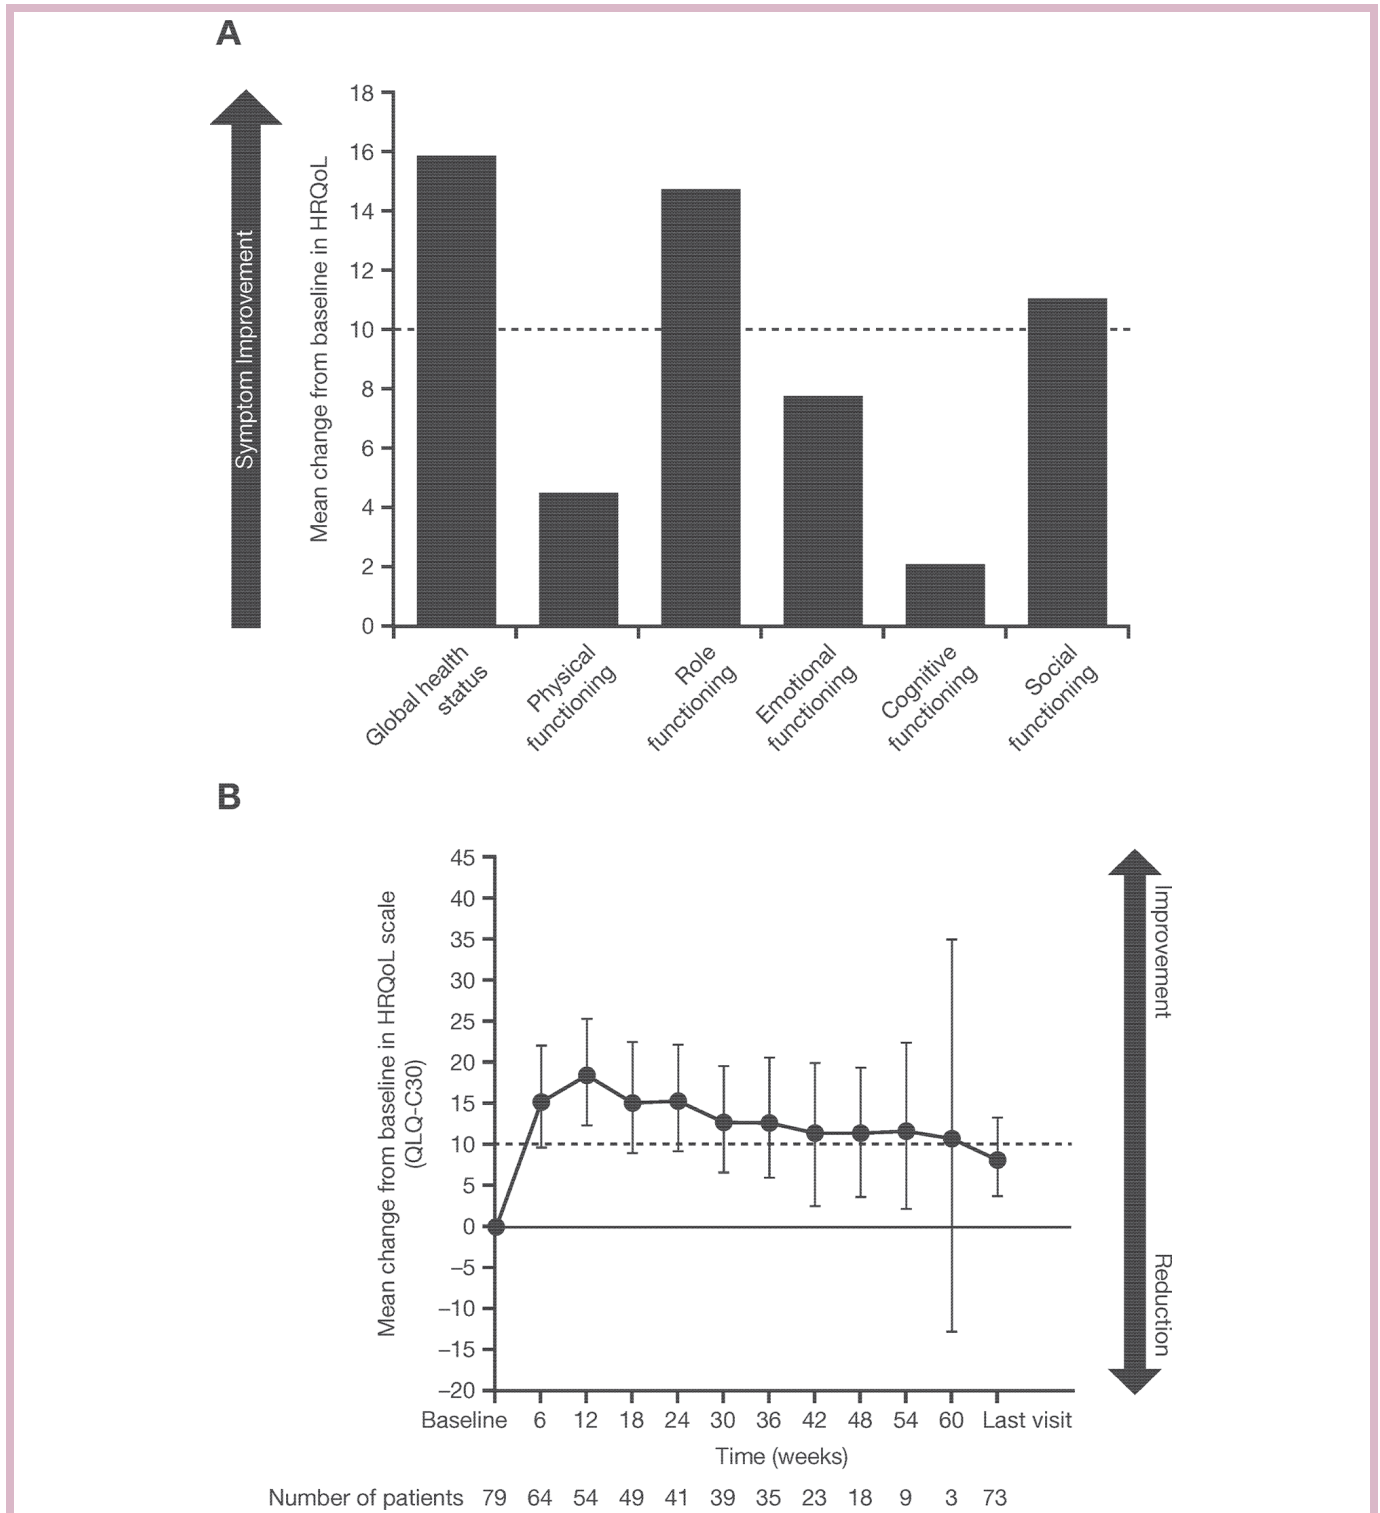 A
Symptom Improvement
Mean change from baseline in HRQoL
18
16
14
12
10
8
6
4
2
0
Global health
status
Physical
functioning
Role
functioning
Emotional
functioning
Cognitive
functioning
Social
functioning
B
Mean change from baseline in HRQoL scale
(QLQ-C30)
45
40
35
30
25
20
15
10
5
0
–5
–10
–15
–20
Improvement
Reduction
Baseline 6 12 18 24 30 36 42 48 54 60 Last visit
Time (weeks)
Number of patients 79 64 54 49 41 39 35 23 18 9 3 73